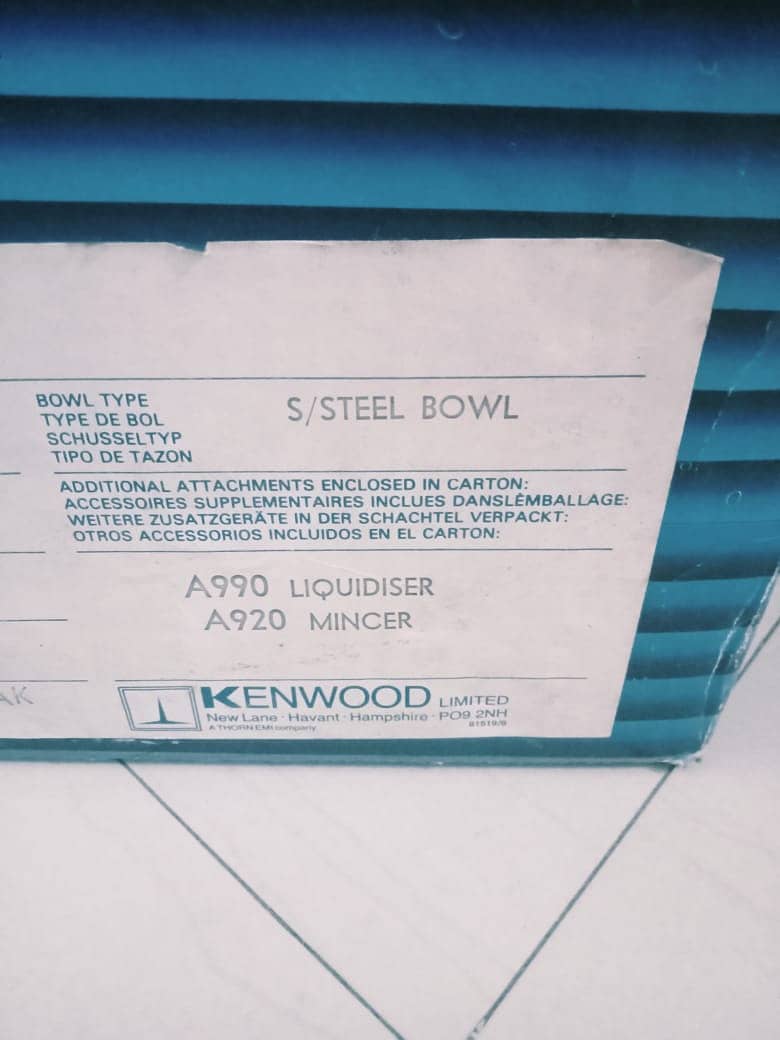 BOWL TYPE
TYPE DE BOL
SCHUSSELTYP
TIPO DE TAZON
S/STEEL BOWL
ADDITIONAL ATTACHMENTS ENCLOSED IN CARTON:
ACCESSOIRES SUPPLEMENTAIRES INCLUES DANSLÈMBALLAGE:
WEITERE ZUSATZGERÄTE IN DER SCHACHTEL VERPACKT:
OTROS ACCESSORIOS INCLUIDOS EN EL CARTON:
A990 LIQUIDISER
A920 MINCER
AK
KENWOOD LIMITED
New Lane · Havant · Hampshire · PO9 2NH
A THORN EMI company